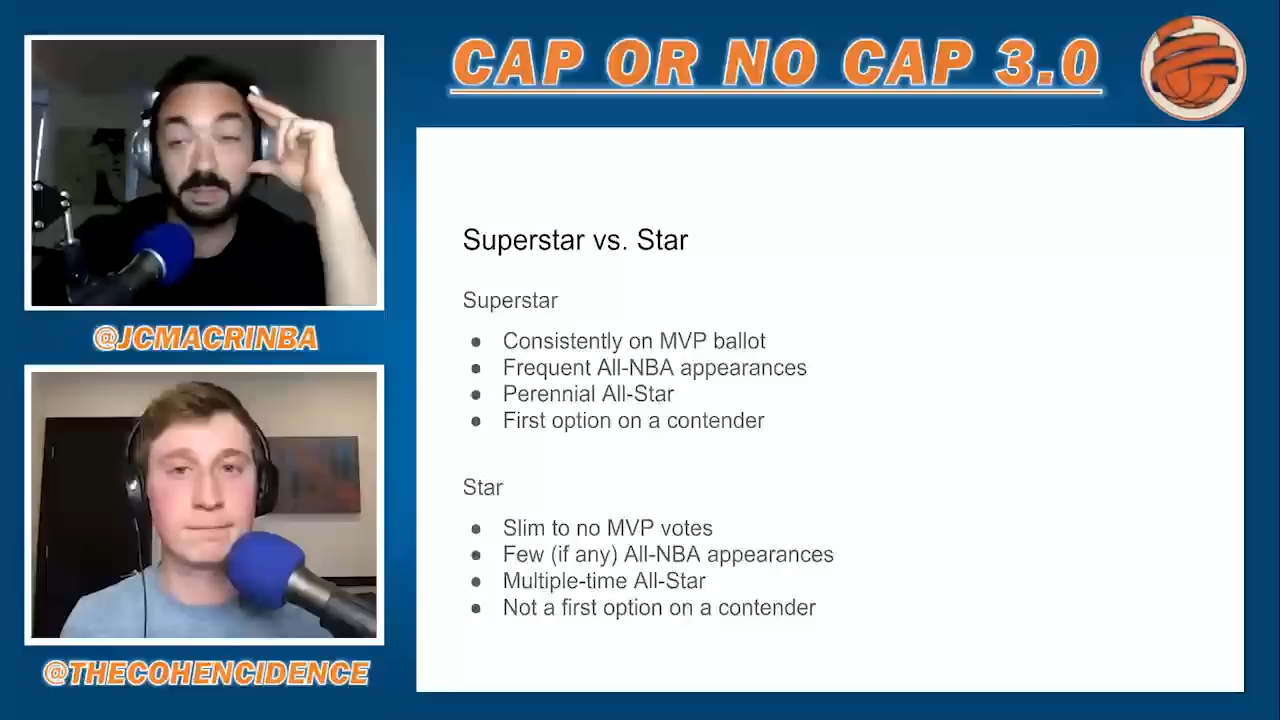 CAP OR NO CAP 3.0
@JCMACRINBA
@THECOHENCIDENCE
Superstar vs. Star
Superstar
● Consistently on MVP ballot
● Frequent All-NBA appearances
● Perennial All-Star
● First option on a contender
Star
● Slim to no MVP votes
● Few (if any) All-NBA appearances
● Multiple-time All-Star
● Not a first option on a contender